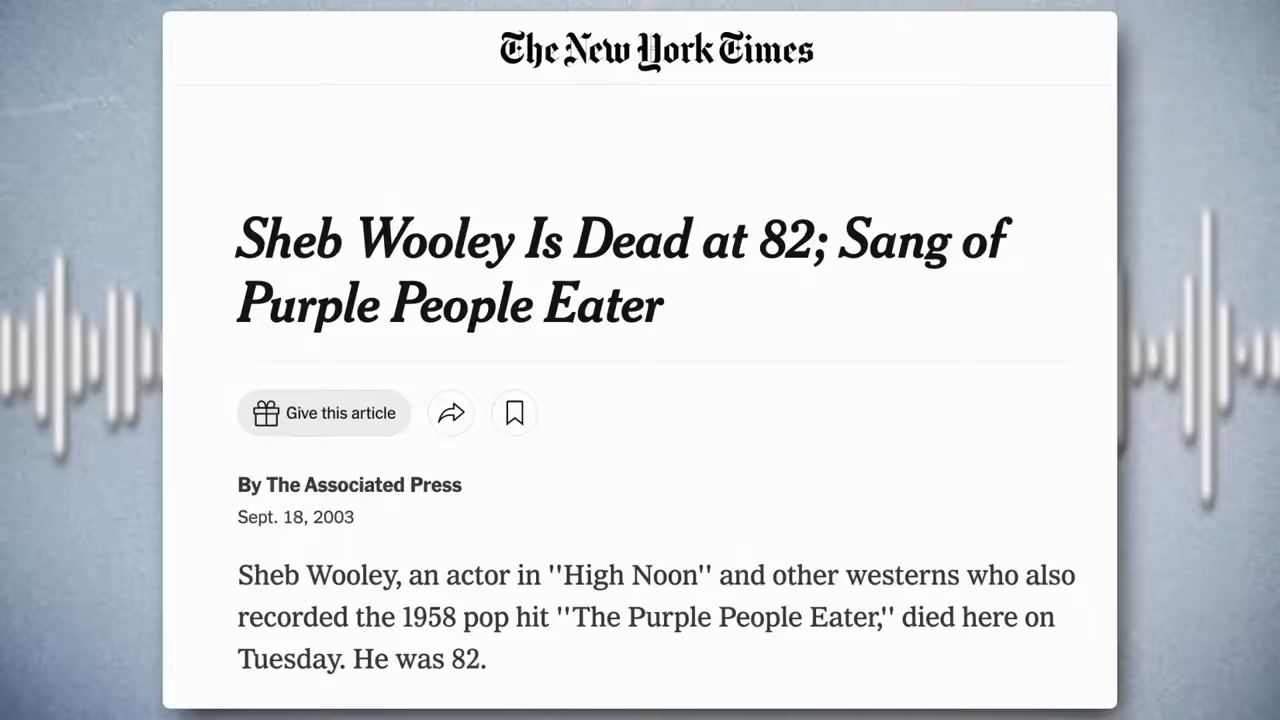 The New York Times
Sheb Wooley Is Dead at 82; Sang of
Purple People Eater
Give this article
By The Associated Press
Sept. 18, 2003
Sheb Wooley, an actor in ''High Noon'' and other westerns who also
recorded the 1958 pop hit ''The Purple People Eater,'' died here on
Tuesday. He was 82.